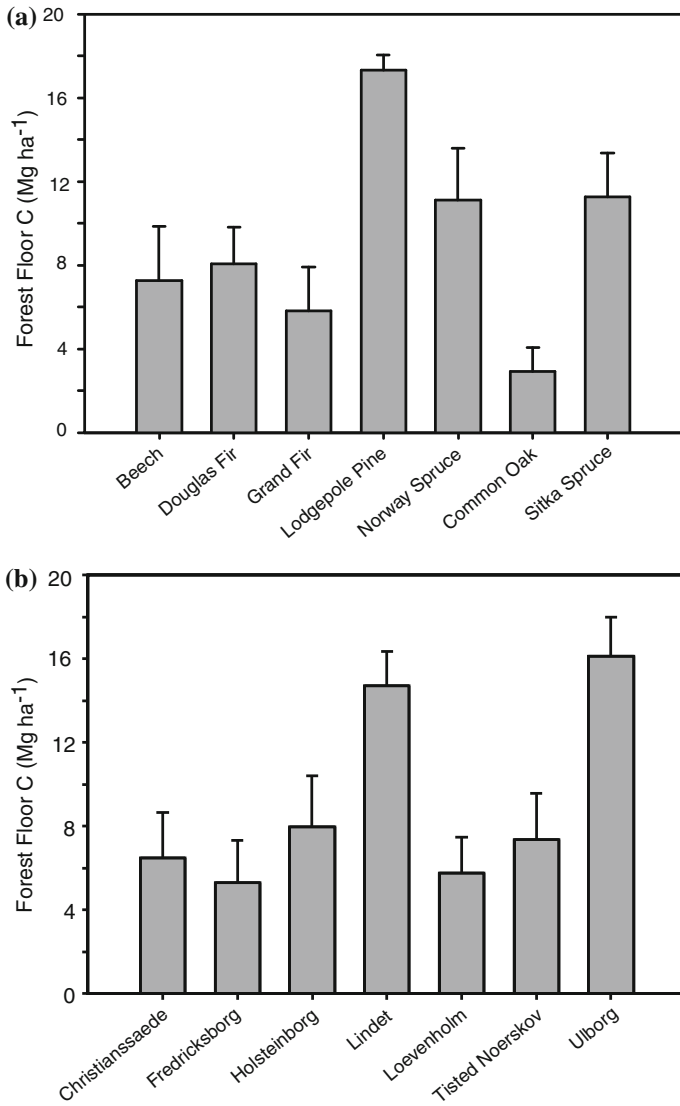 (a)
Forest Floor C (Mg ha-1)
20
16
12
8
4
0
Beech
Douglas Fir
Grand Fir
Lodgepole Pine
Norway Spruce
Common Oak
Sitka Spruce
(b)
Forest Floor C (Mg ha-1)
20
16
12
8
4
0
Christianssaede
Fredricksborg
Holsteinborg
Lindet
Loevenholm
Tisted Noerskov
Ulborg